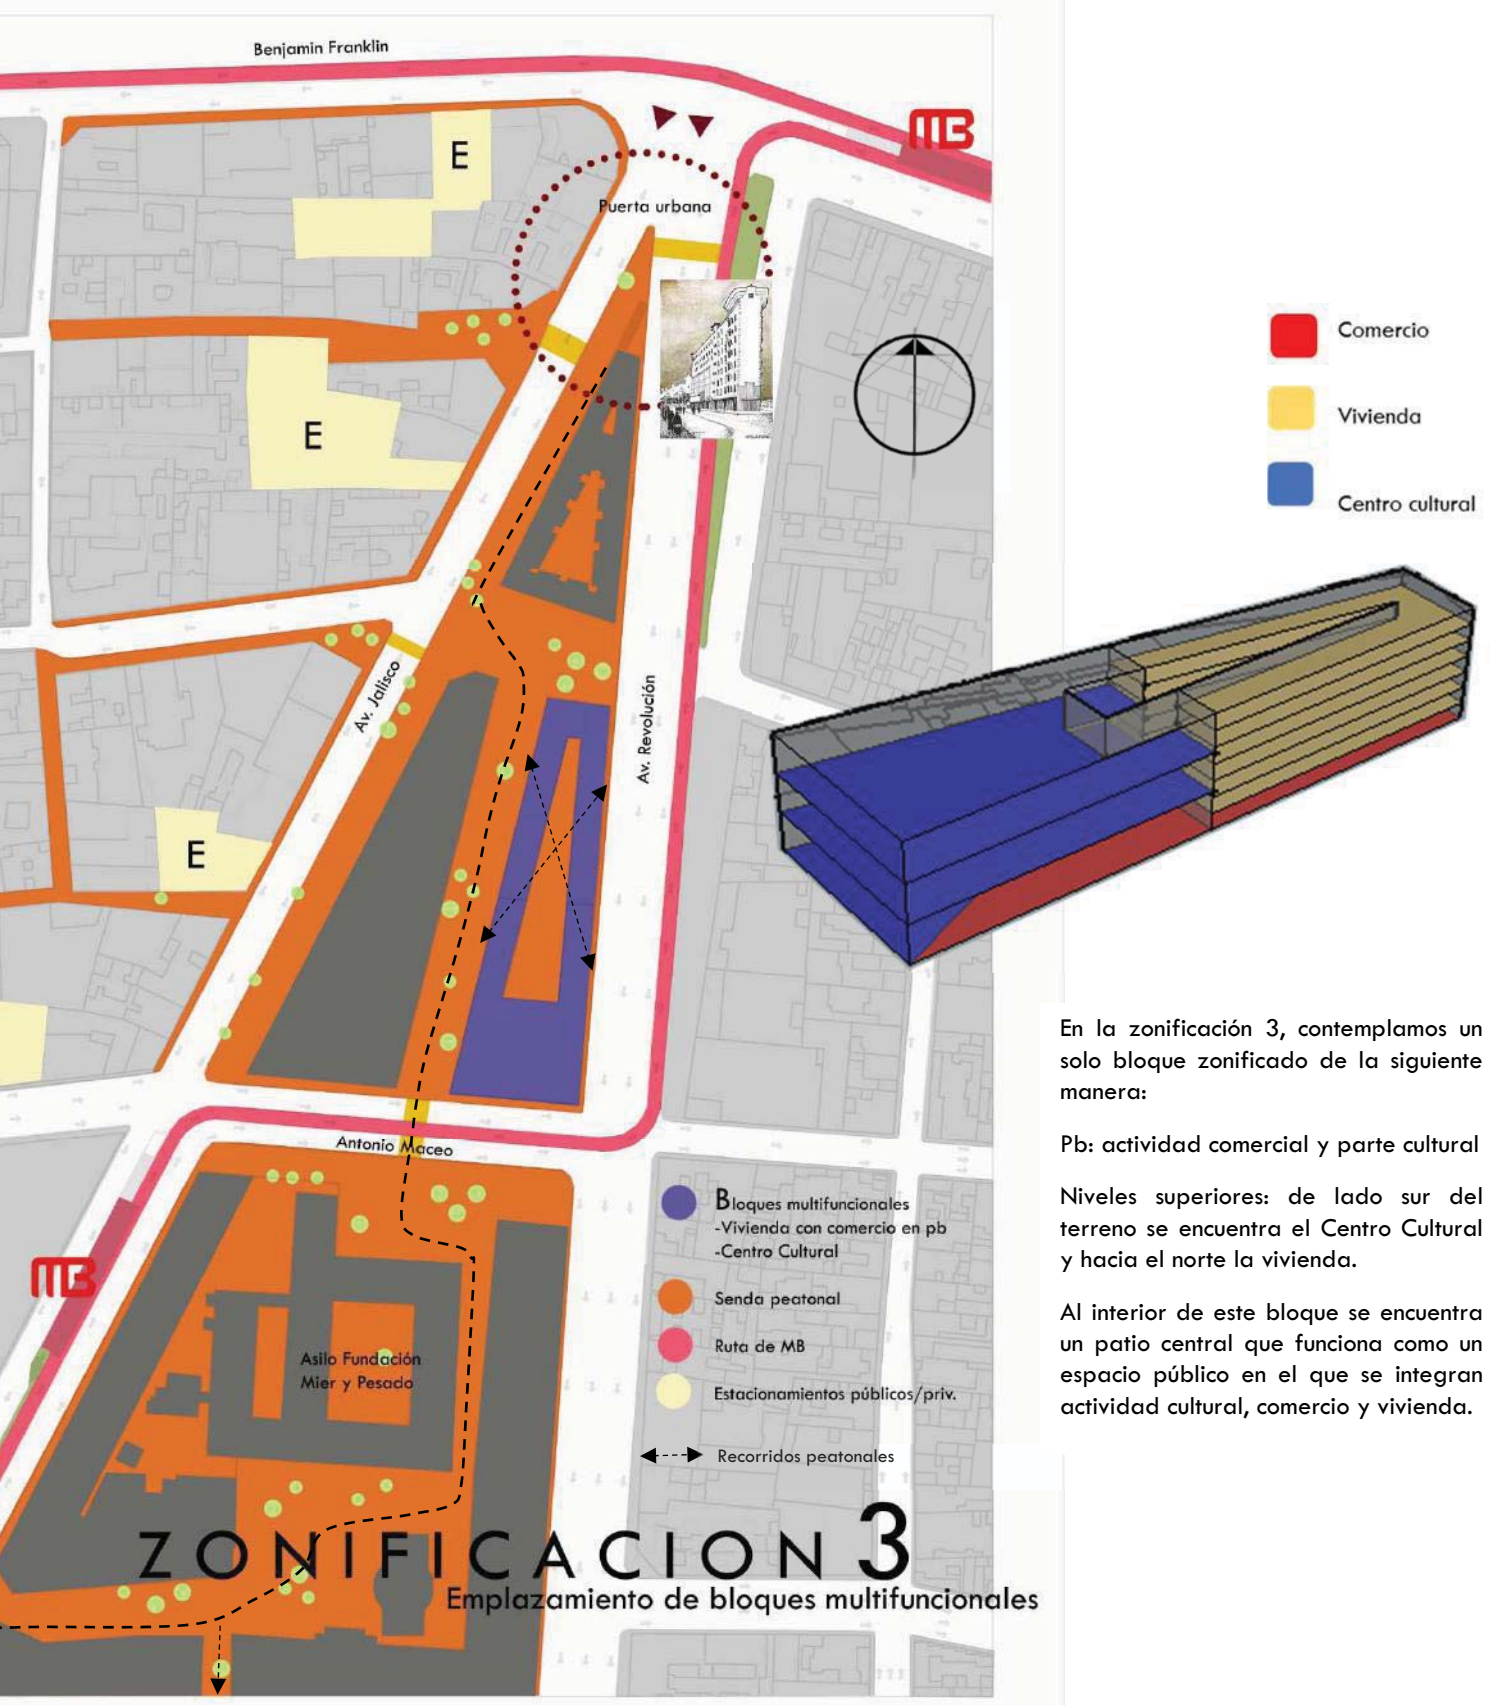 Benjamin Franklin
MB
E
Puerta urbana
E
Comercio
Vivienda
Centro cultural
Av. Jalisco
Av. Revolución
E
Antonio Maceo
Bloques multifuncionales
-Vivienda con comercio en pb
-Centro Cultural
Senda peatonal
Ruta de MB
Estacionamientos públicos/priv.
Recorridos peatonales
MB
Asilo Fundación
Mier y Pesado
En la zonificación 3, contemplamos un
solo bloque zonificado de la siguiente
manera:
Pb: actividad comercial y parte cultural
Niveles superiores: de lado sur del
terreno se encuentra el Centro Cultural
y hacia el norte la vivienda.
Al interior de este bloque se encuentra
un patio central que funciona como un
espacio público en el que se integran
actividad cultural, comercio y vivienda.
ZONIFICACION 3
Emplazamiento de bloques multifuncionales